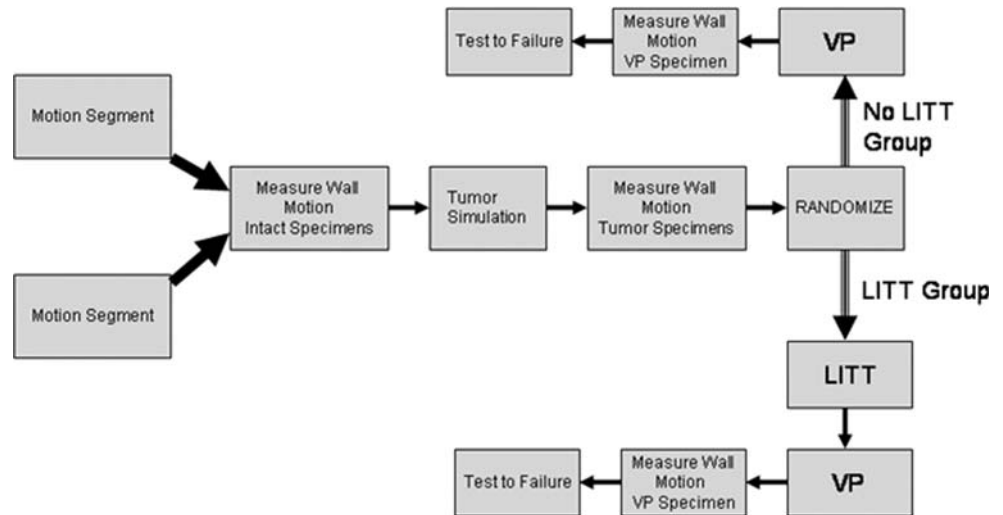 Test to Failure
Measure Wall
Motion
VP Specimen
VP
Motion Segment
No LITT
Group
Measure Wall
Motion
Intact Specimens
Tumor
Simulation
Measure Wall
Motion
Tumor Specimens
RANDOMIZE
Motion Segment
LITT Group
LITT
Test to Failure
Measure Wall
Motion
VP Specimen
VP